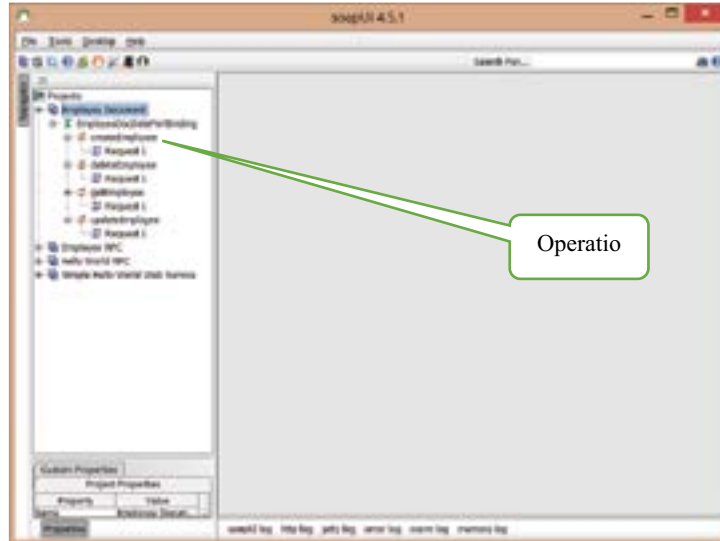 soapUI 4.5.1
File Tools Desktop Help
Search Forum
Projects
Employee Document
createEmployee
Request 1
deleteEmployee
Request 1
getEmployee
Request 1
updateEmployee
Request 1
Employee RPC
Hello World RPC
Simple Hello World Web Service
Operatio
Custom Properties
Project Properties
Property Value
Name Employee
Properties
soapUI log http log jetty log error log wsrm log memory log